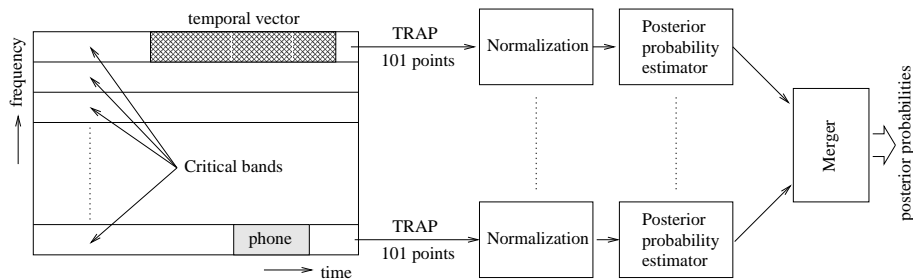 temporal vector
frequency
Critical bands
phone
time
TRAP
101 points
Normalization
Posterior
probability
estimator
TRAP
101 points
Normalization
Posterior
probability
estimator
Merger
posterior probabilities